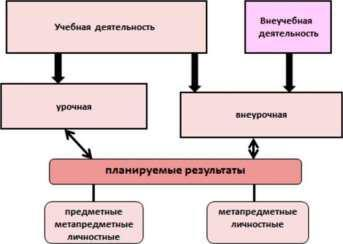 Учебная деятельность
Внеучебная
деятельность
урочная
внеурочная
планируемые результаты
предметные
метапредметные
личностные
метапредметные
личностные